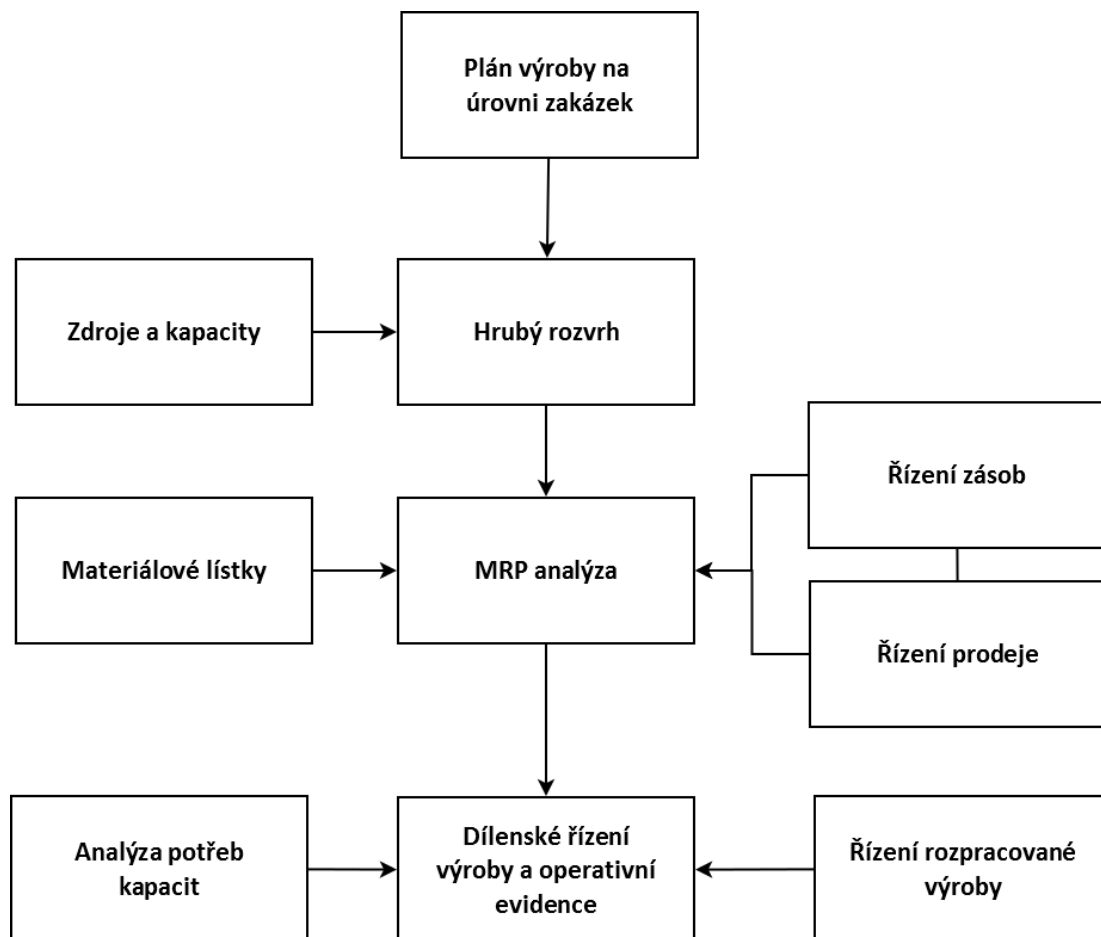 Plán výroby na
úrovni zakázek
Zdroje a kapacity
Hrubý rozvrh
Řízení zásob
Materiálové lístky
MRP analýza
Řízení prodeje
Analýza potřeb
kapacit
Dílenské řízení
výroby a operativní
evidence
Řízení rozpracované
výroby